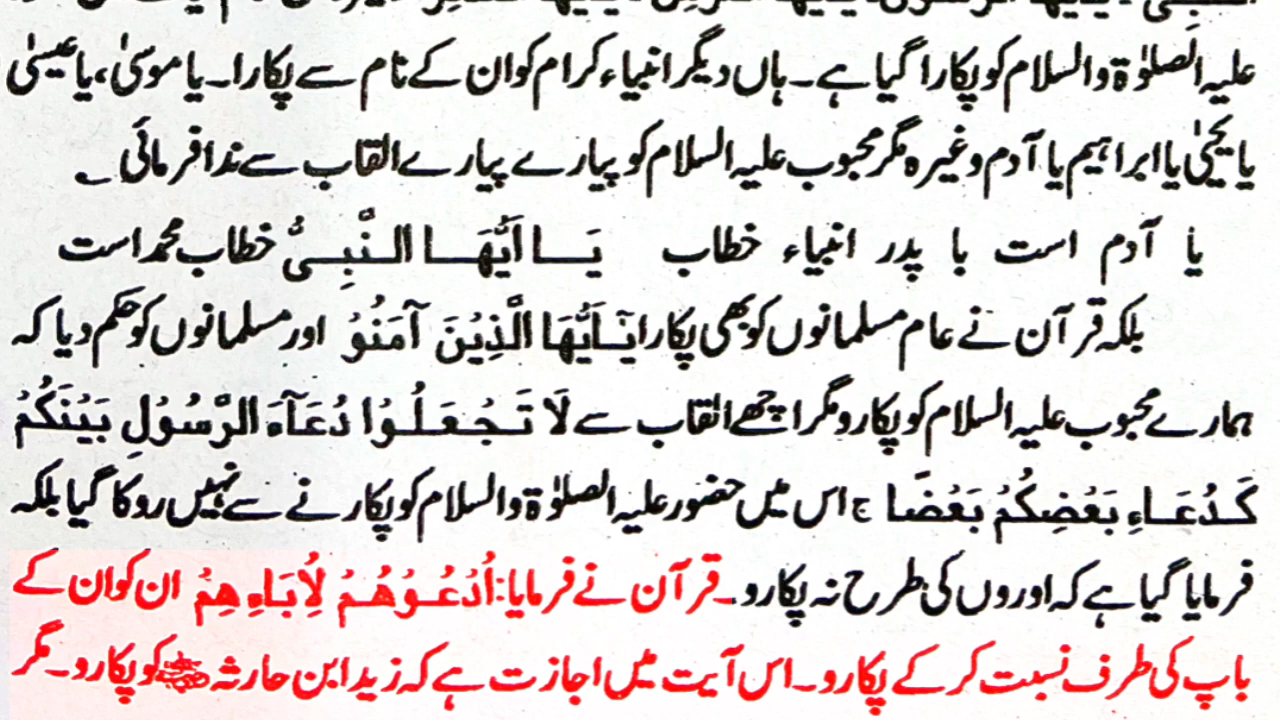 علیہ الصلوٰۃ والسلام کو پکارا گیا ہے۔ ہاں دیگر انبیاء کرام کو ان کے نام سے پکارا۔ یا موسیٰ، یا عیسیٰ
یا یحییٰ یا ابراہیم یا آدم وغیرہ مگر محبوب علیہ السلام کو پیارے پیارے القاب سے ندا فرمائی ؎
یا آدم است با پدر انبیاء خطاب یَا اَیُّهَا النَّبِیُّ خطاب محمد است
بلکہ قرآن نے عام مسلمانوں کو بھی پکارا یٰۤاَیُّهَا الَّذِیْنَ آمَنُوْ اور مسلمانوں کو حکم دیا کہ
ہمارے محبوب علیہ السلام کو پکارو مگر اچھے القاب سے لَا تَجْعَلُوْا دُعَآءَ الرَّسُوْلِ بَیْنَكُمْ
كَدُعَاءِ بَعْضِكُمْ بَعْضًا ج اس میں حضور علیہ الصلوٰۃ والسلام کو پکارنے سے نہیں روکا گیا بلکہ
فرمایا گیا ہے کہ اوروں کی طرح نہ پکارو۔ قرآن نے فرمایا: اُدْعُوْهُمْ لِاُبَاءِهِمْ ان کو ان کے
باپ کی طرف نسبت کر کے پکارو۔ اس آیت میں اجازت ہے کہ زید ابن حارثہ کو پکارو۔ مگر